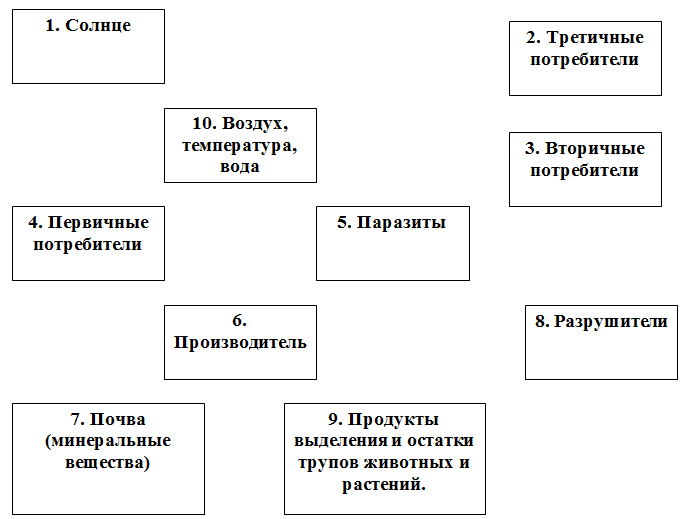 1. Солнце
2. Третичные
потребители
10. Воздух,
температура,
вода
3. Вторичные
потребители
4. Первичные
потребители
5. Паразиты
6.
Производитель
8. Разрушители
7. Почва
(минеральные
вещества)
9. Продукты
выделения и остатки
трупов животных и
растений.